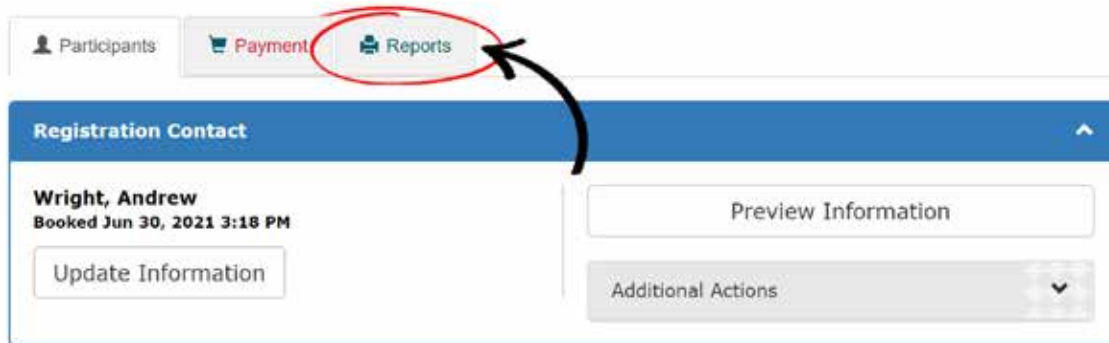 Participants
Payment
Reports
Registration Contact
Wright, Andrew
Booked Jun 30, 2021 3:18 PM
Update Information
Preview Information
Additional Actions